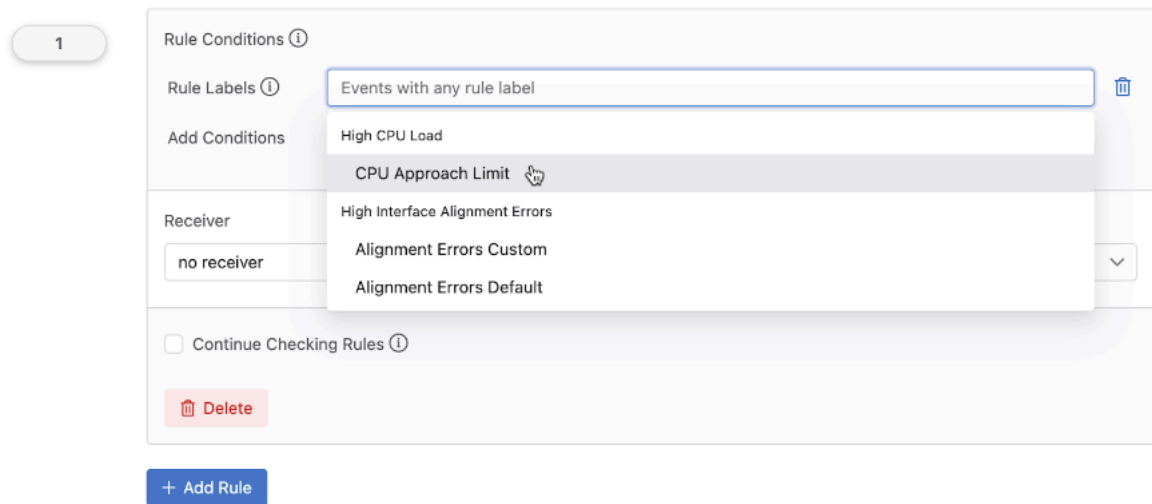 1
Rule Conditions
Rule Labels
Events with any rule label
Add Conditions
High CPU Load
CPU Approach Limit
High Interface Alignment Errors
Alignment Errors Custom
Alignment Errors Default
Receiver
no receiver
Continue Checking Rules
Delete
+ Add Rule